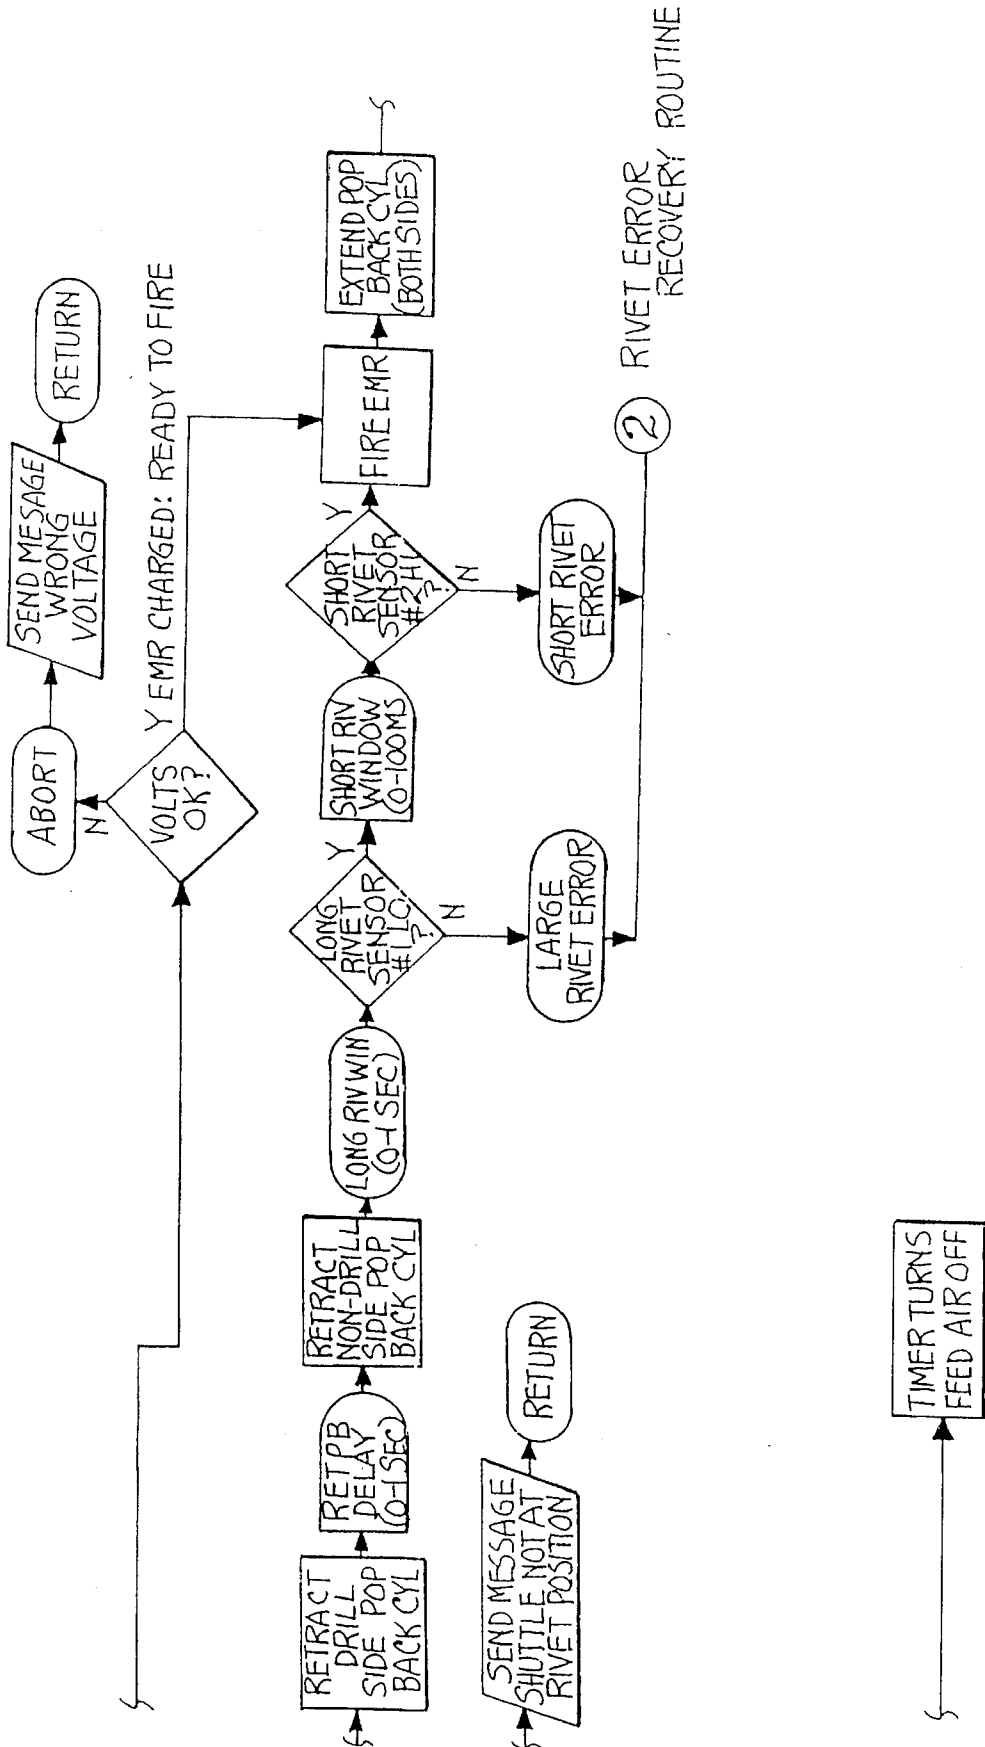 ABORT
SEND MESSAGE
WRONG
VOLTAGE
RETURN
N
VOLTS
OK?
Y EMR CHARGED: READY TO FIRE
RETRACT
DRILL
SIDE POP
BACK CYL
RET PB
DELAY
(0-1 SEC)
RETRACT
NON-DRILL
SIDE POP
BACK CYL
LONG RIV WIN
(0-1 SEC)
LONG
RIVET
SENSOR
#1 LO
?
Y
N
SHORT RIV
WINDOW
(0-100MS)
SHORT
RIVET
SENSOR
#2 HI
?
Y
N
FIRE EMR
EXTEND POP
BACK CYL
(BOTH SIDES)
SEND MESSAGE
SHUTTLE NOT AT
RIVET POSITION
RETURN
LARGE
RIVET ERROR
SHORT RIVET
ERROR
2
RIVET ERROR
RECOVERY ROUTINE
TIMER TURNS
FEED AIR OFF